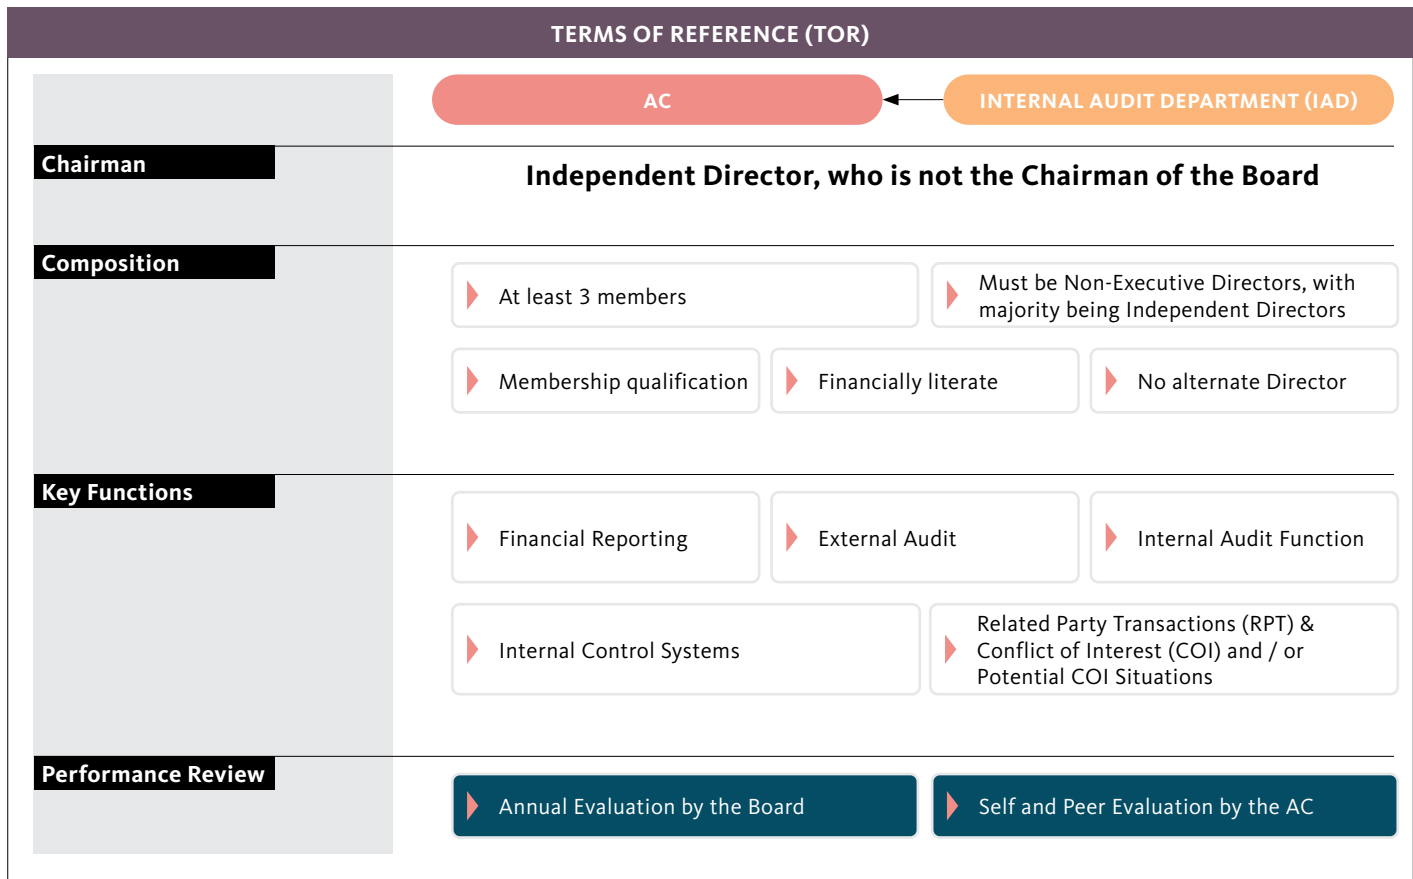 TERMS OF REFERENCE (TOR)
AC
INTERNAL AUDIT DEPARTMENT (IAD)
Chairman
Independent Director, who is not the Chairman of the Board
Composition
At least 3 members
Must be Non-Executive Directors, with
majority being Independent Directors
Membership qualification
Financially literate
No alternate Director
Key Functions
Financial Reporting
External Audit
Internal Audit Function
Internal Control Systems
Related Party Transactions (RPT) &
Conflict of Interest (COI) and / or
Potential COI Situations
Performance Review
Annual Evaluation by the Board
Self and Peer Evaluation by the AC